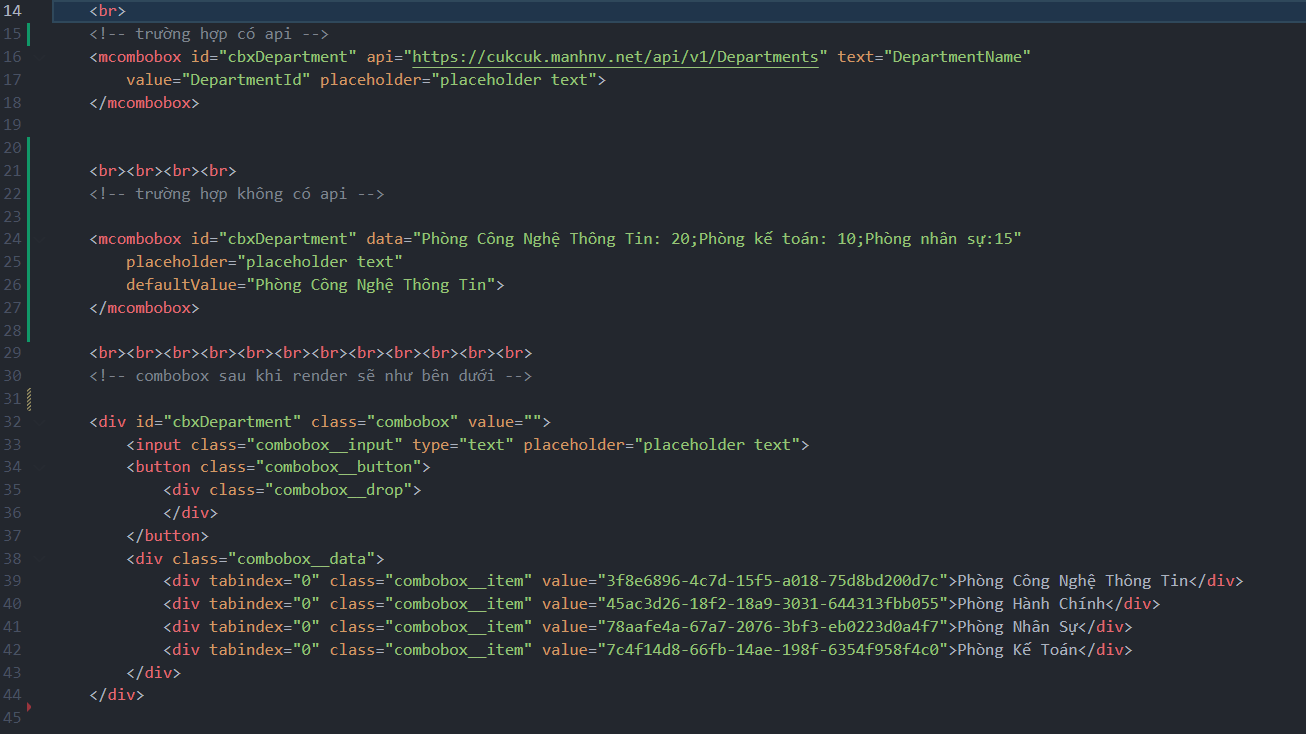 14 <br>
15 <!-- trường hợp có api -->
16 <mcombobox id="cbxDepartment" api="https://cukcuk.manhnv.net/api/v1/Departments" text="DepartmentName"
17 value="DepartmentId" placeholder="placeholder text">
18 </mcombobox>
19
20
21 <br><br><br><br>
22 <!-- trường hợp không có api -->
23
24 <mcombobox id="cbxDepartment" data="Phòng Công Nghệ Thông Tin: 20;Phòng kế toán: 10;Phòng nhân sự:15"
25 placeholder="placeholder text"
26 defaultValue="Phòng Công Nghệ Thông Tin">
27 </mcombobox>
28
29 <br><br><br><br><br><br><br><br><br><br><br><br>
30 <!-- combobox sau khi render sẽ như bên dưới -->
31
32 <div id="cbxDepartment" class="combobox" value="">
33 <input class="combobox__input" type="text" placeholder="placeholder text">
34 <button class="combobox__button">
35 <div class="combobox__drop">
36 </div>
37 </button>
38 <div class="combobox__data">
39 <div tabindex="0" class="combobox__item" value="3f8e6896-4c7d-15f5-a018-75d8bd200d7c">Phòng Công Nghệ Thông Tin</div>
40 <div tabindex="0" class="combobox__item" value="45ac3d26-18f2-18a9-3031-644313fbb055">Phòng Hành Chính</div>
41 <div tabindex="0" class="combobox__item" value="78aafe4a-67a7-2076-3bf3-eb0223d0a4f7">Phòng Nhân Sự</div>
42 <div tabindex="0" class="combobox__item" value="7c4f14d8-66fb-14ae-198f-6354f958f4c0">Phòng Kế Toán</div>
43 </div>
44 </div>
45